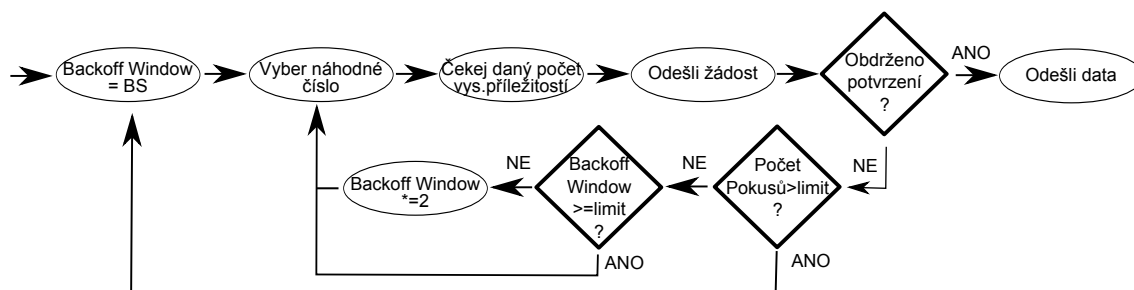 Backoff Window
= BS
Vyber náhodné
číslo
Čekej daný počet
vys.příležitostí
Odešli žádost
Obdrženo
potvrzení
?
ANO
Odešli data
NE
Počet
Pokusů>limit
?
NE
ANO
Backoff
Window
>=limit
?
NE
ANO
Backoff Window
*=2